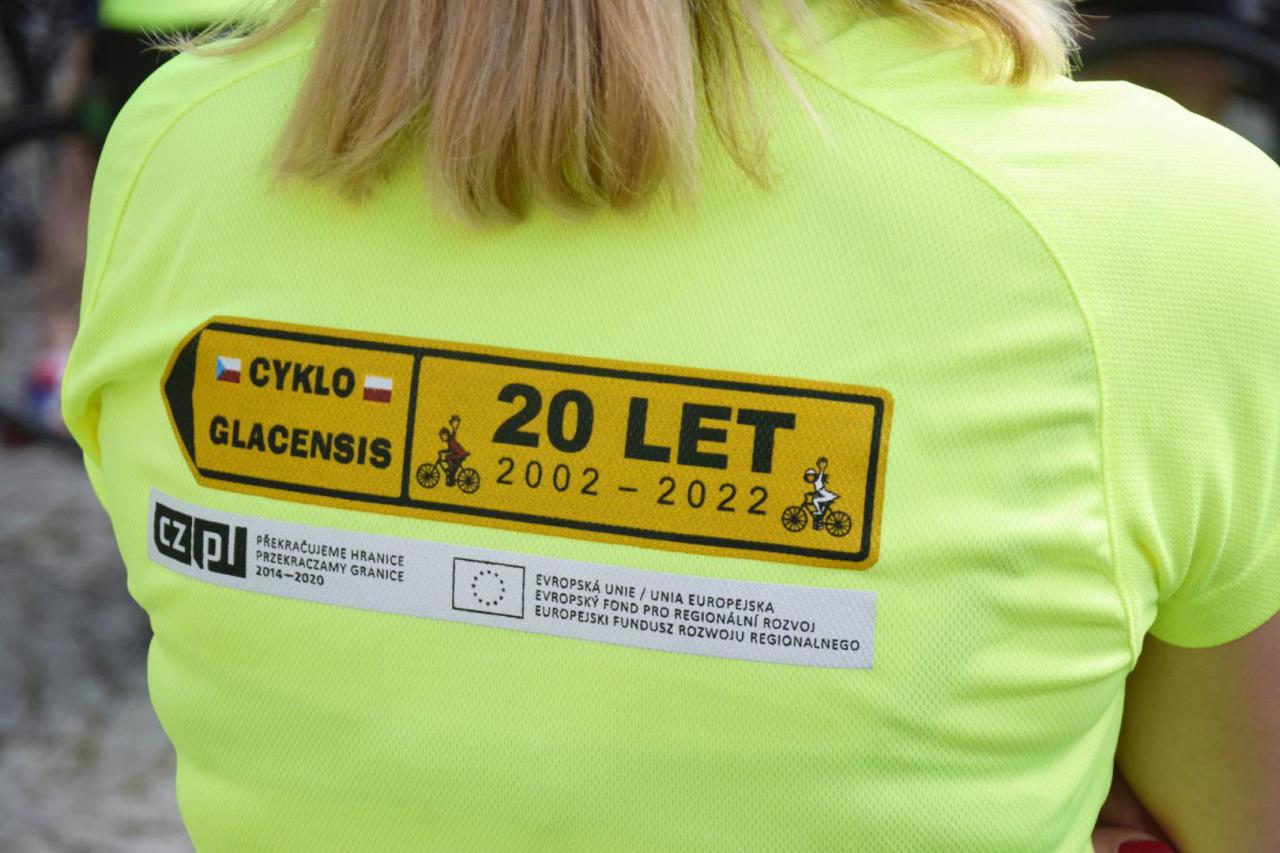 CYKLO
GLACENSIS
20 LET
2002 – 2022
cz pl
PŘEKRAČUJEME HRANICE
PRZEKRACZAMY GRANICE
2014—2020
EVROPSKÁ UNIE / UNIA EUROPEJSKA
EVROPSKÝ FOND PRO REGIONÁLNÍ ROZVOJ
EUROPEJSKI FUNDUSZ ROZWOJU REGIONALNEGO